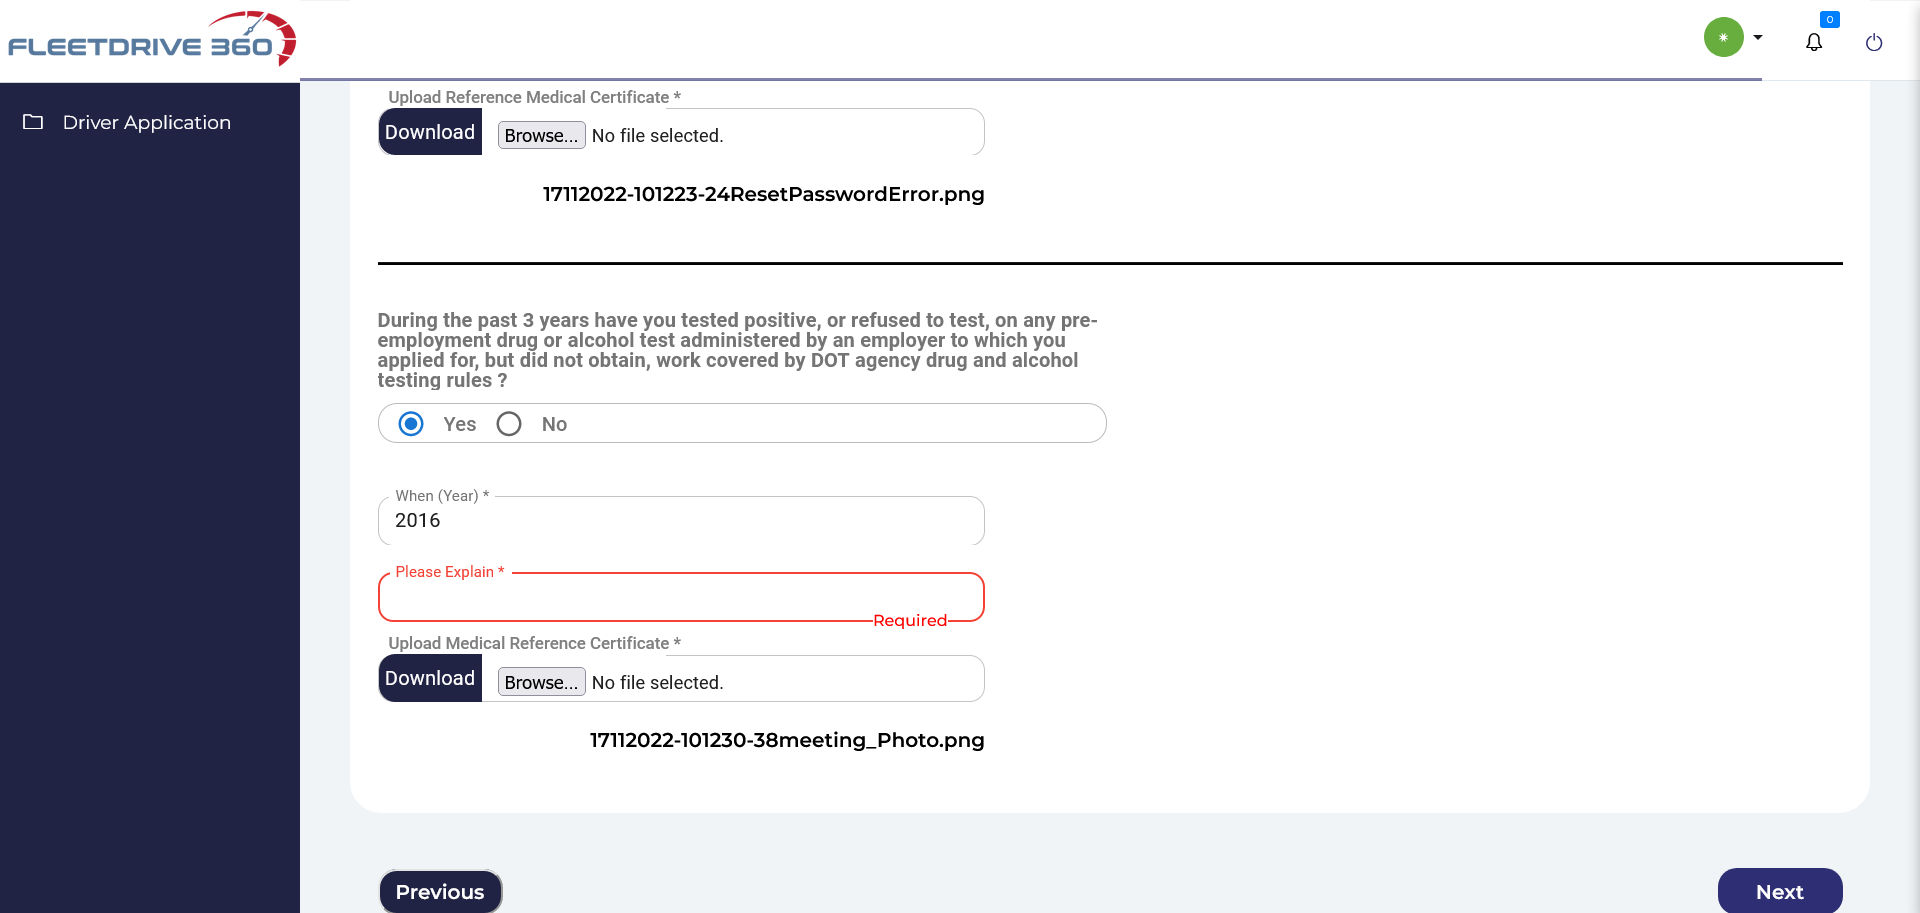 FLEETDRIVE 360
0
Driver Application
Upload Reference Medical Certificate *
Download Browse... No file selected.
17112022-101223-24ResetPasswordError.png
During the past 3 years have you tested positive, or refused to test, on any pre-
employment drug or alcohol test administered by an employer to which you
applied for, but did not obtain, work covered by DOT agency drug and alcohol
testing rules ?
Yes No
When (Year) *
2016
Please Explain *
Required
Upload Medical Reference Certificate *
Download Browse... No file selected.
17112022-101230-38meeting_Photo.png
Previous Next